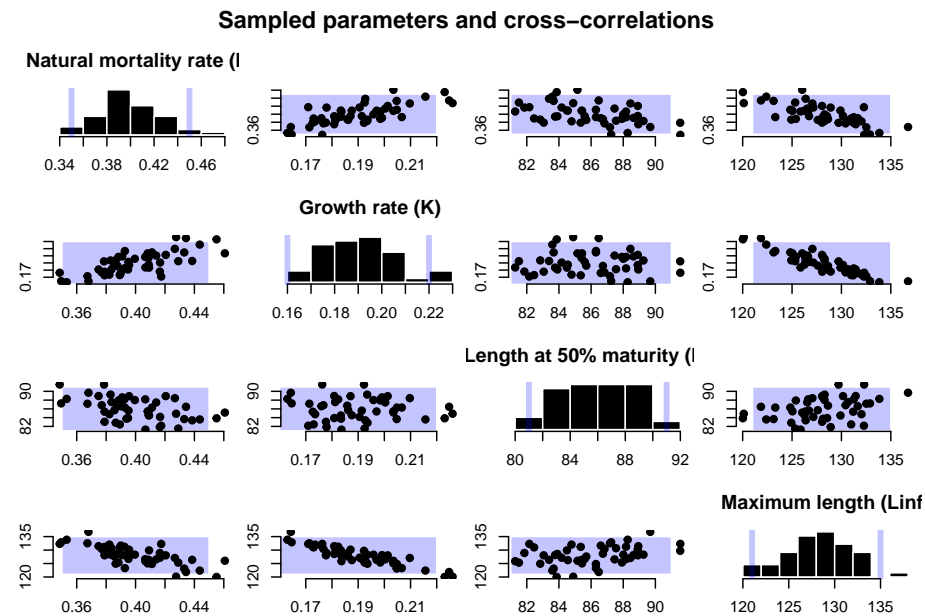 Sampled parameters and cross−correlations
Natural mortality rate (
0.36
0.36
0.36
0.34 0.38 0.42 0.46
0.17 0.19 0.21
82 84 86 88 90
120 125 130 135
Growth rate (K)
0.17
0.17
0.17
0.36 0.40 0.44
0.16 0.18 0.20 0.22
82 84 86 88 90
120 125 130 135
Length at 50% maturity (
82 90
82 90
82 90
0.36 0.40 0.44
0.17 0.19 0.21
80 84 88 92
120 125 130 135
Maximum length (Linf
120 135
120 135
120 135
0.36 0.40 0.44
0.17 0.19 0.21
82 84 86 88 90
120 125 130 135